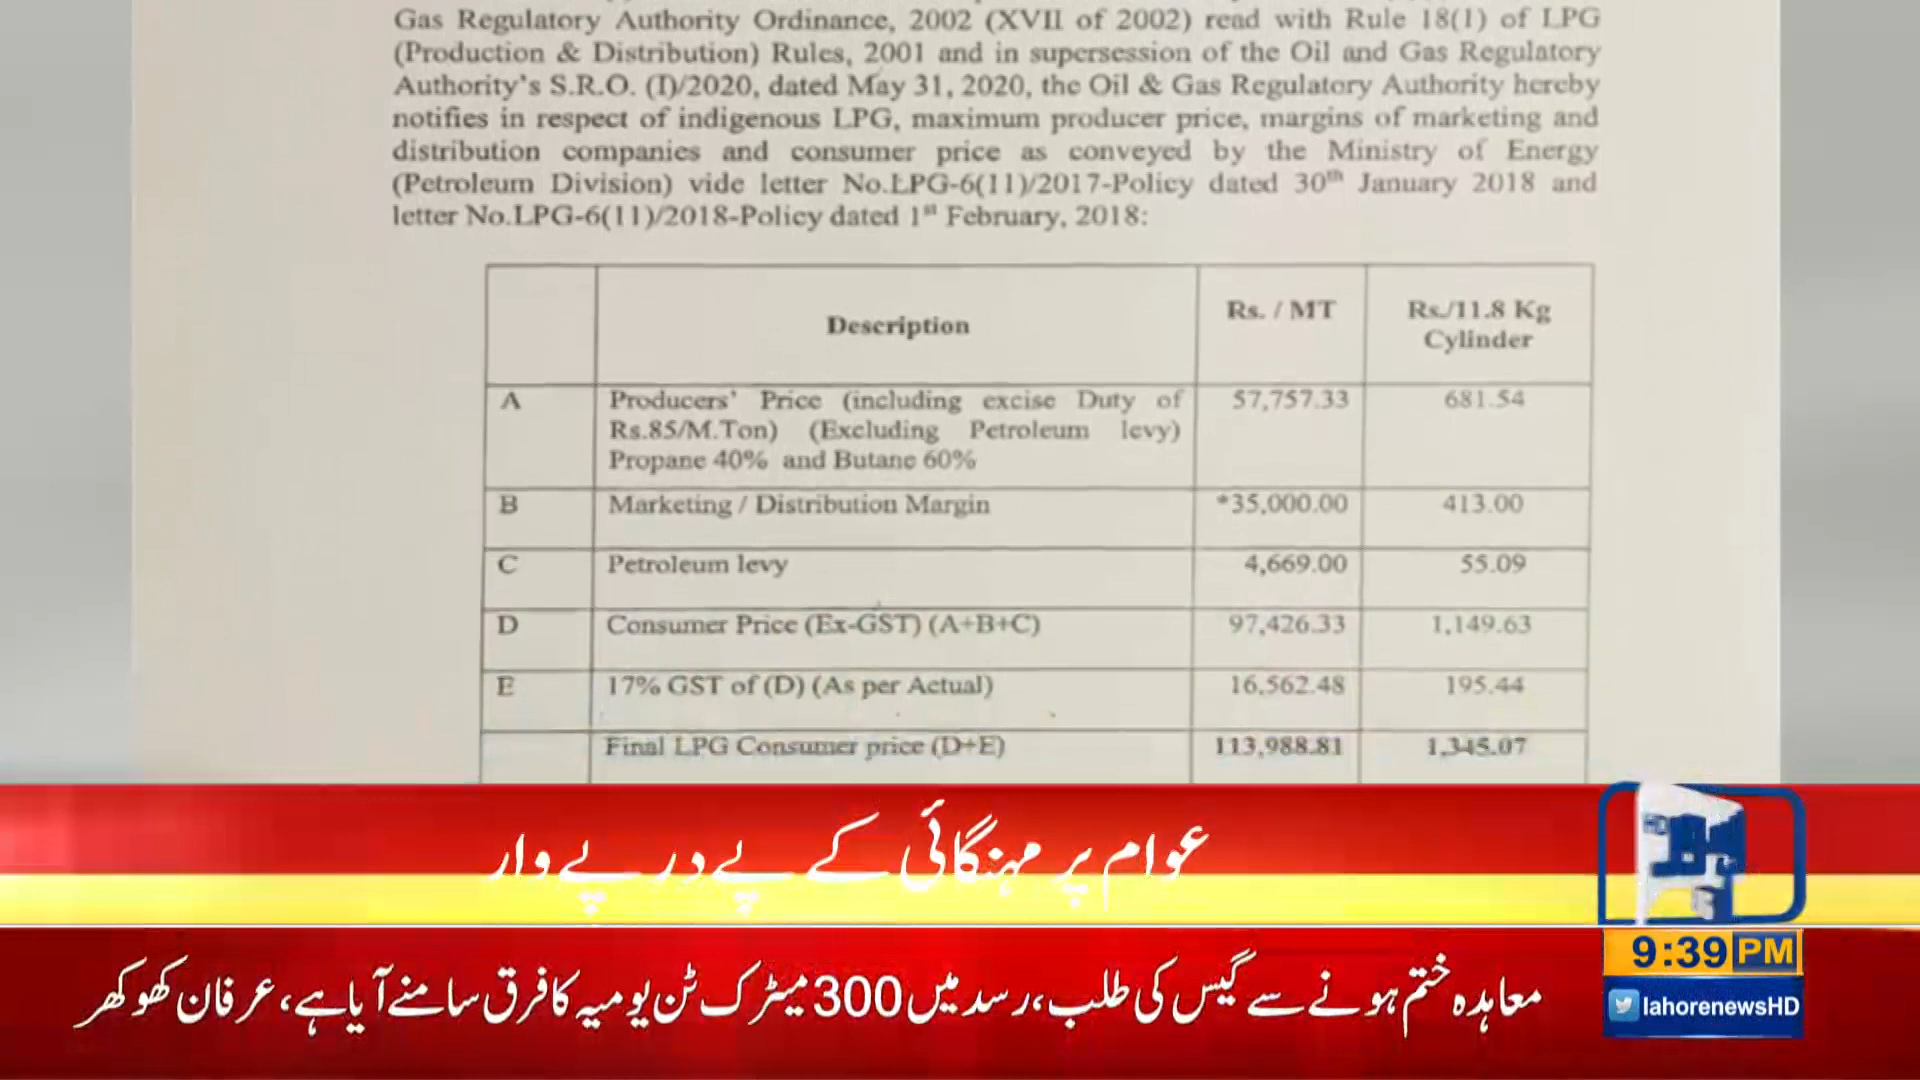 Gas Regulatory Authority Ordinance, 2002 (XVII of 2002) read with Rule 18(1) of LPG
(Production & Distribution) Rules, 2001 and in supersession of the Oil and Gas Regulatory
Authority's S.R.O. (I)/2020, dated May 31, 2020, the Oil & Gas Regulatory Authority hereby
notifies in respect of indigenous LPG, maximum producer price, margins of marketing and
distribution companies and consumer price as conveyed by the Ministry of Energy
(Petroleum Division) vide letter No.LPG-6(11)/2017-Policy dated 30th January 2018 and
letter No.LPG-6(11)/2018-Policy dated 1st February, 2018:
Description Rs. / MT Rs./11.8 Kg
Cylinder
A Producers' Price (including excise Duty of 57,757.33 681.54
Rs.85/M.Ton) (Excluding Petroleum levy)
Propane 40% and Butane 60%
B Marketing / Distribution Margin *35,000.00 413.00
C Petroleum levy 4,669.00 55.09
D Consumer Price (Ex-GST) (A+B+C) 97,426.33 1,149.63
E 17% GST of (D) (As per Actual) 16,562.48 195.44
Final LPG Consumer price (D+E) 113,988.81 1,345.07
عوام پر مہنگائی کے پے در پے وار
9:39 PM
معاہدہ ختم ہونے سے گیس کی طلب، رسد میں 300 میٹرک ٹن یومیہ کا فرق سامنے آیا ہے، عرفان کھوکھر
lahorenewsHD